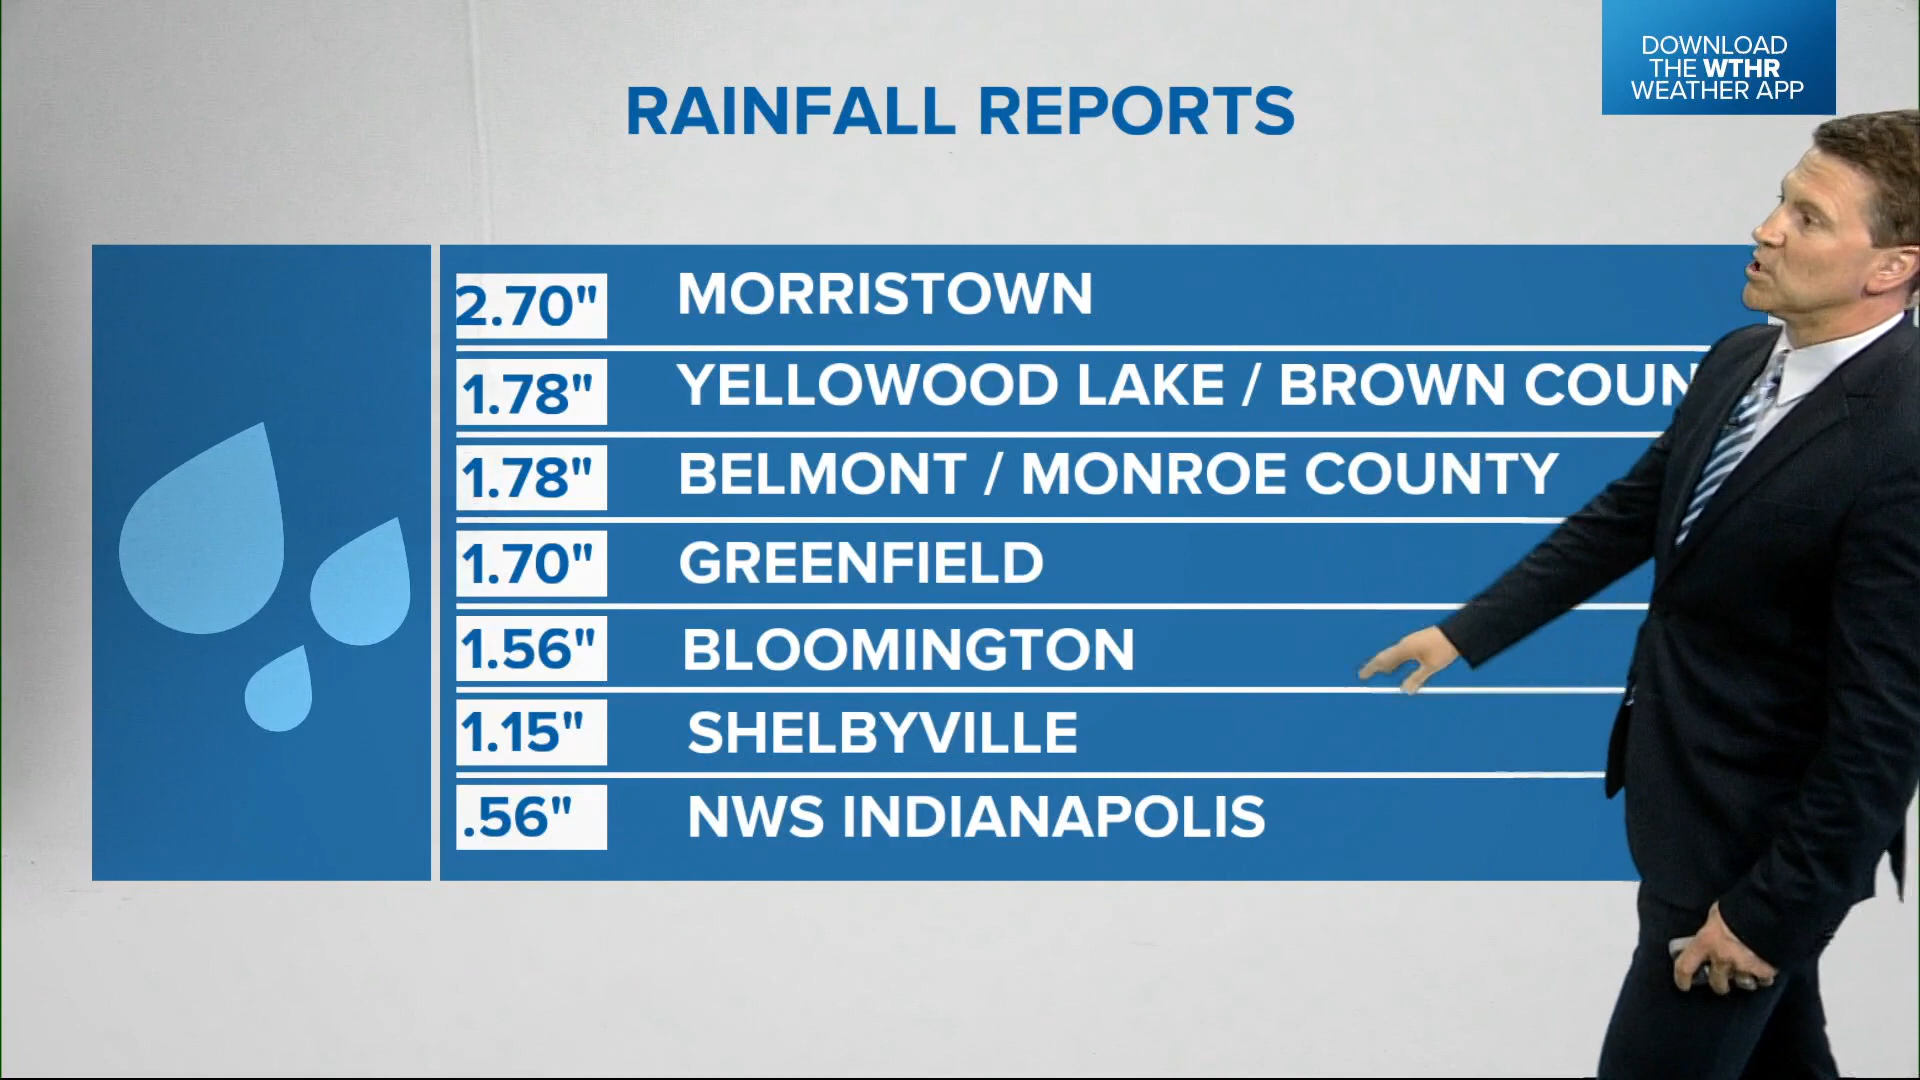 DOWNLOAD
THE WTHR
WEATHER APP
RAINFALL REPORTS
2.70" MORRISTOWN
1.78" YELLOWOOD LAKE / BROWN COUN
1.78" BELMONT / MONROE COUNTY
1.70" GREENFIELD
1.56" BLOOMINGTON
1.15" SHELBYVILLE
.56" NWS INDIANAPOLIS